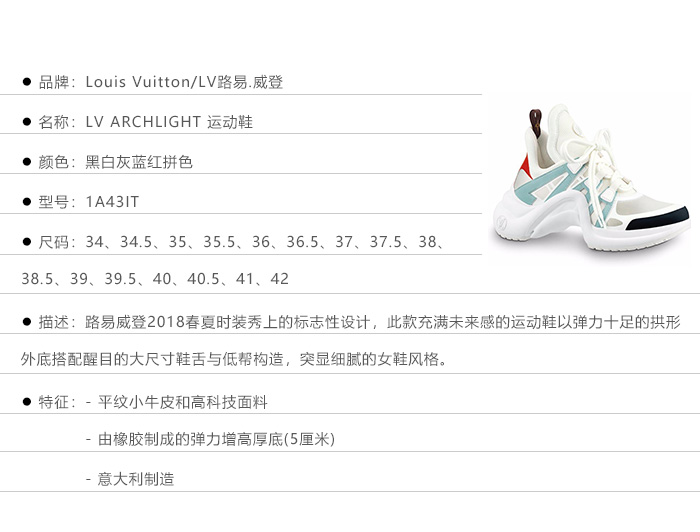 ● 品牌：Louis Vuitton/LV路易.威登
● 名称：LV ARCHLIGHT 运动鞋
● 颜色：黑白灰蓝红拼色
● 型号：1A43IT
● 尺码：34、34.5、35、35.5、36、36.5、37、37.5、38、
38.5、39、39.5、40、40.5、41、42
● 描述：路易威登2018春夏时装秀上的标志性设计，此款充满未来感的运动鞋以弹力十足的拱形
外底搭配醒目的大尺寸鞋舌与低帮构造，突显细腻的女鞋风格。
● 特征：- 平纹小牛皮和高科技面料
- 由橡胶制成的弹力增高厚底(5厘米)
- 意大利制造